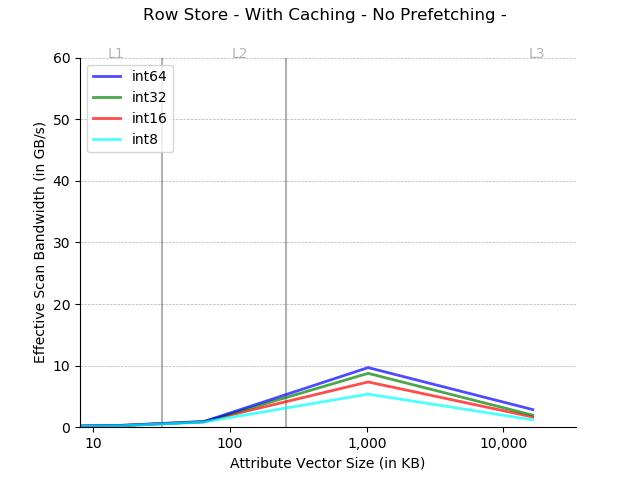 Row Store - With Caching - No Prefetching -
L1 L2 L3
60
50
40
30
20
10
0
int64
int32
int16
int8
Effective Scan Bandwidth (in GB/s)
10 100 1,000 10,000
Attribute Vector Size (in KB)